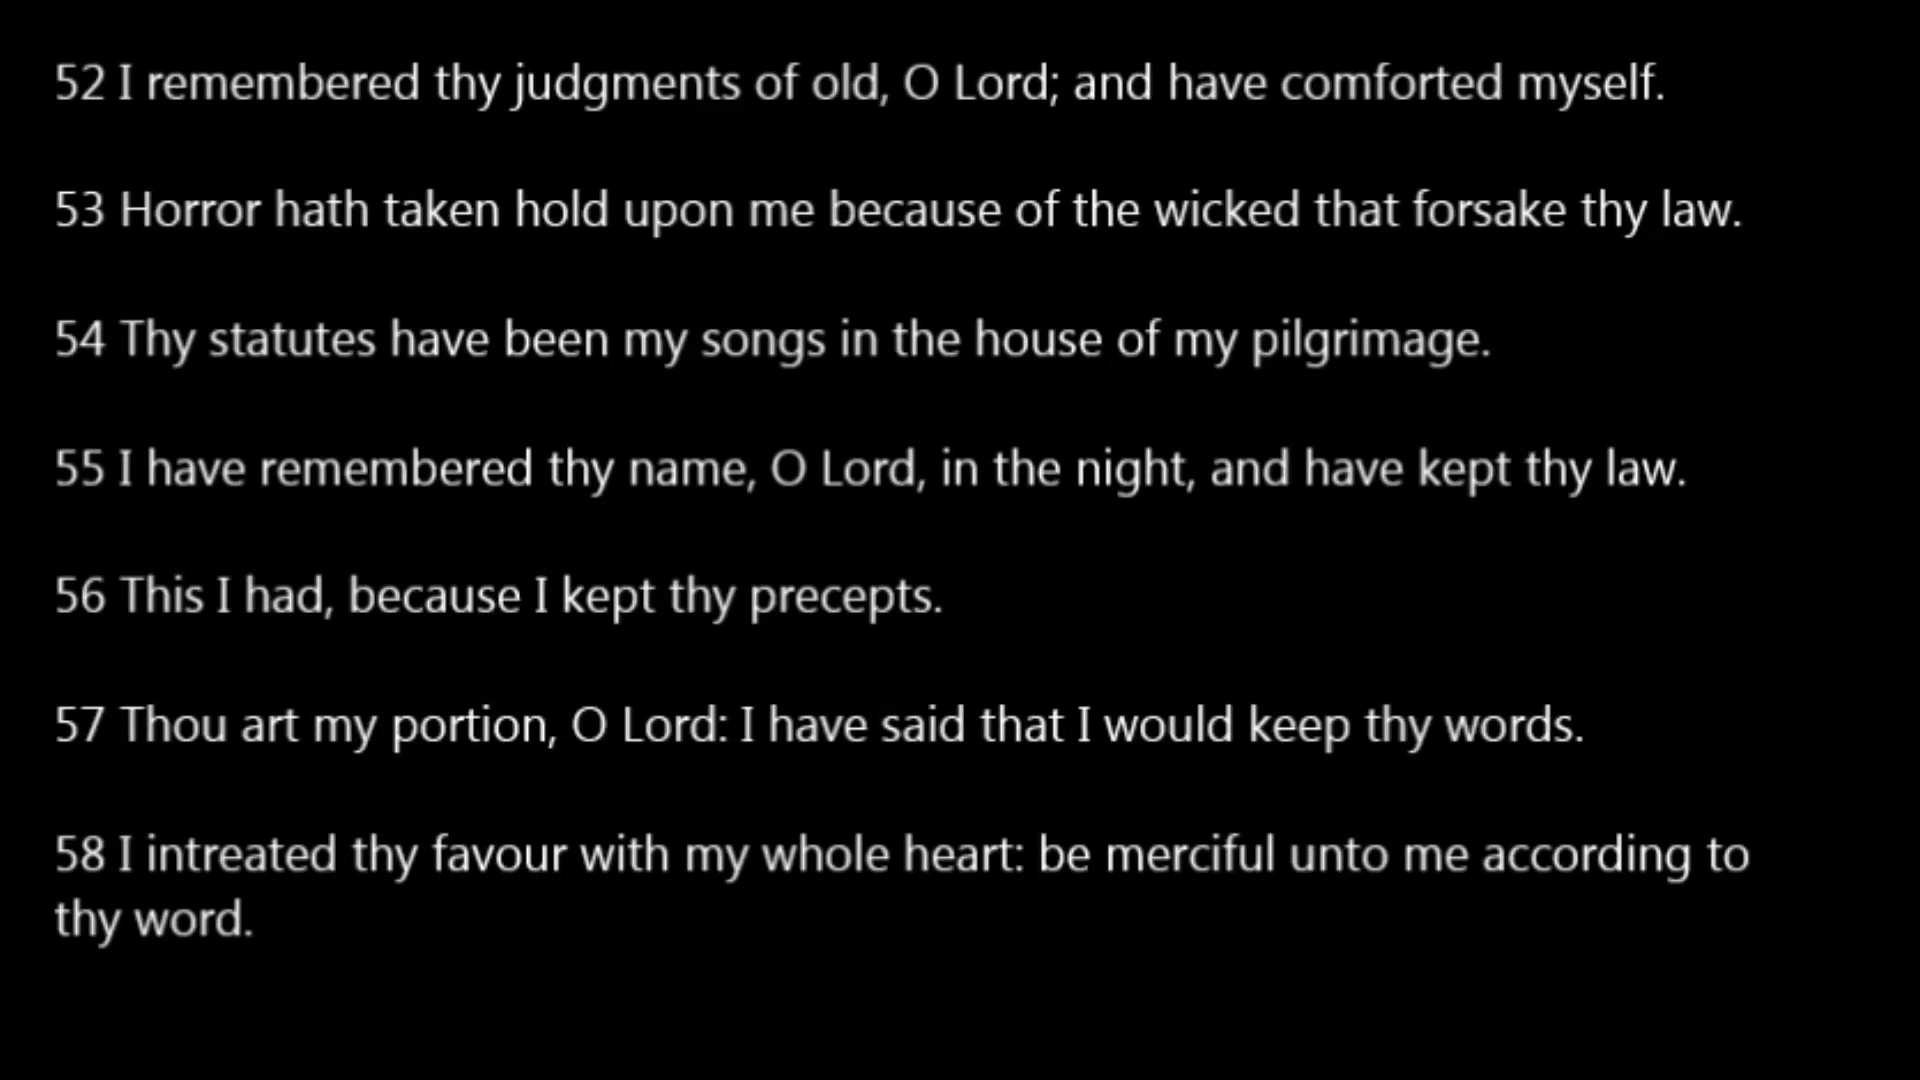 52 I remembered thy judgments of old, O Lord; and have comforted myself.
53 Horror hath taken hold upon me because of the wicked that forsake thy law.
54 Thy statutes have been my songs in the house of my pilgrimage.
55 I have remembered thy name, O Lord, in the night, and have kept thy law.
56 This I had, because I kept thy precepts.
57 Thou art my portion, O Lord: I have said that I would keep thy words.
58 I intreated thy favour with my whole heart: be merciful unto me according to
thy word.